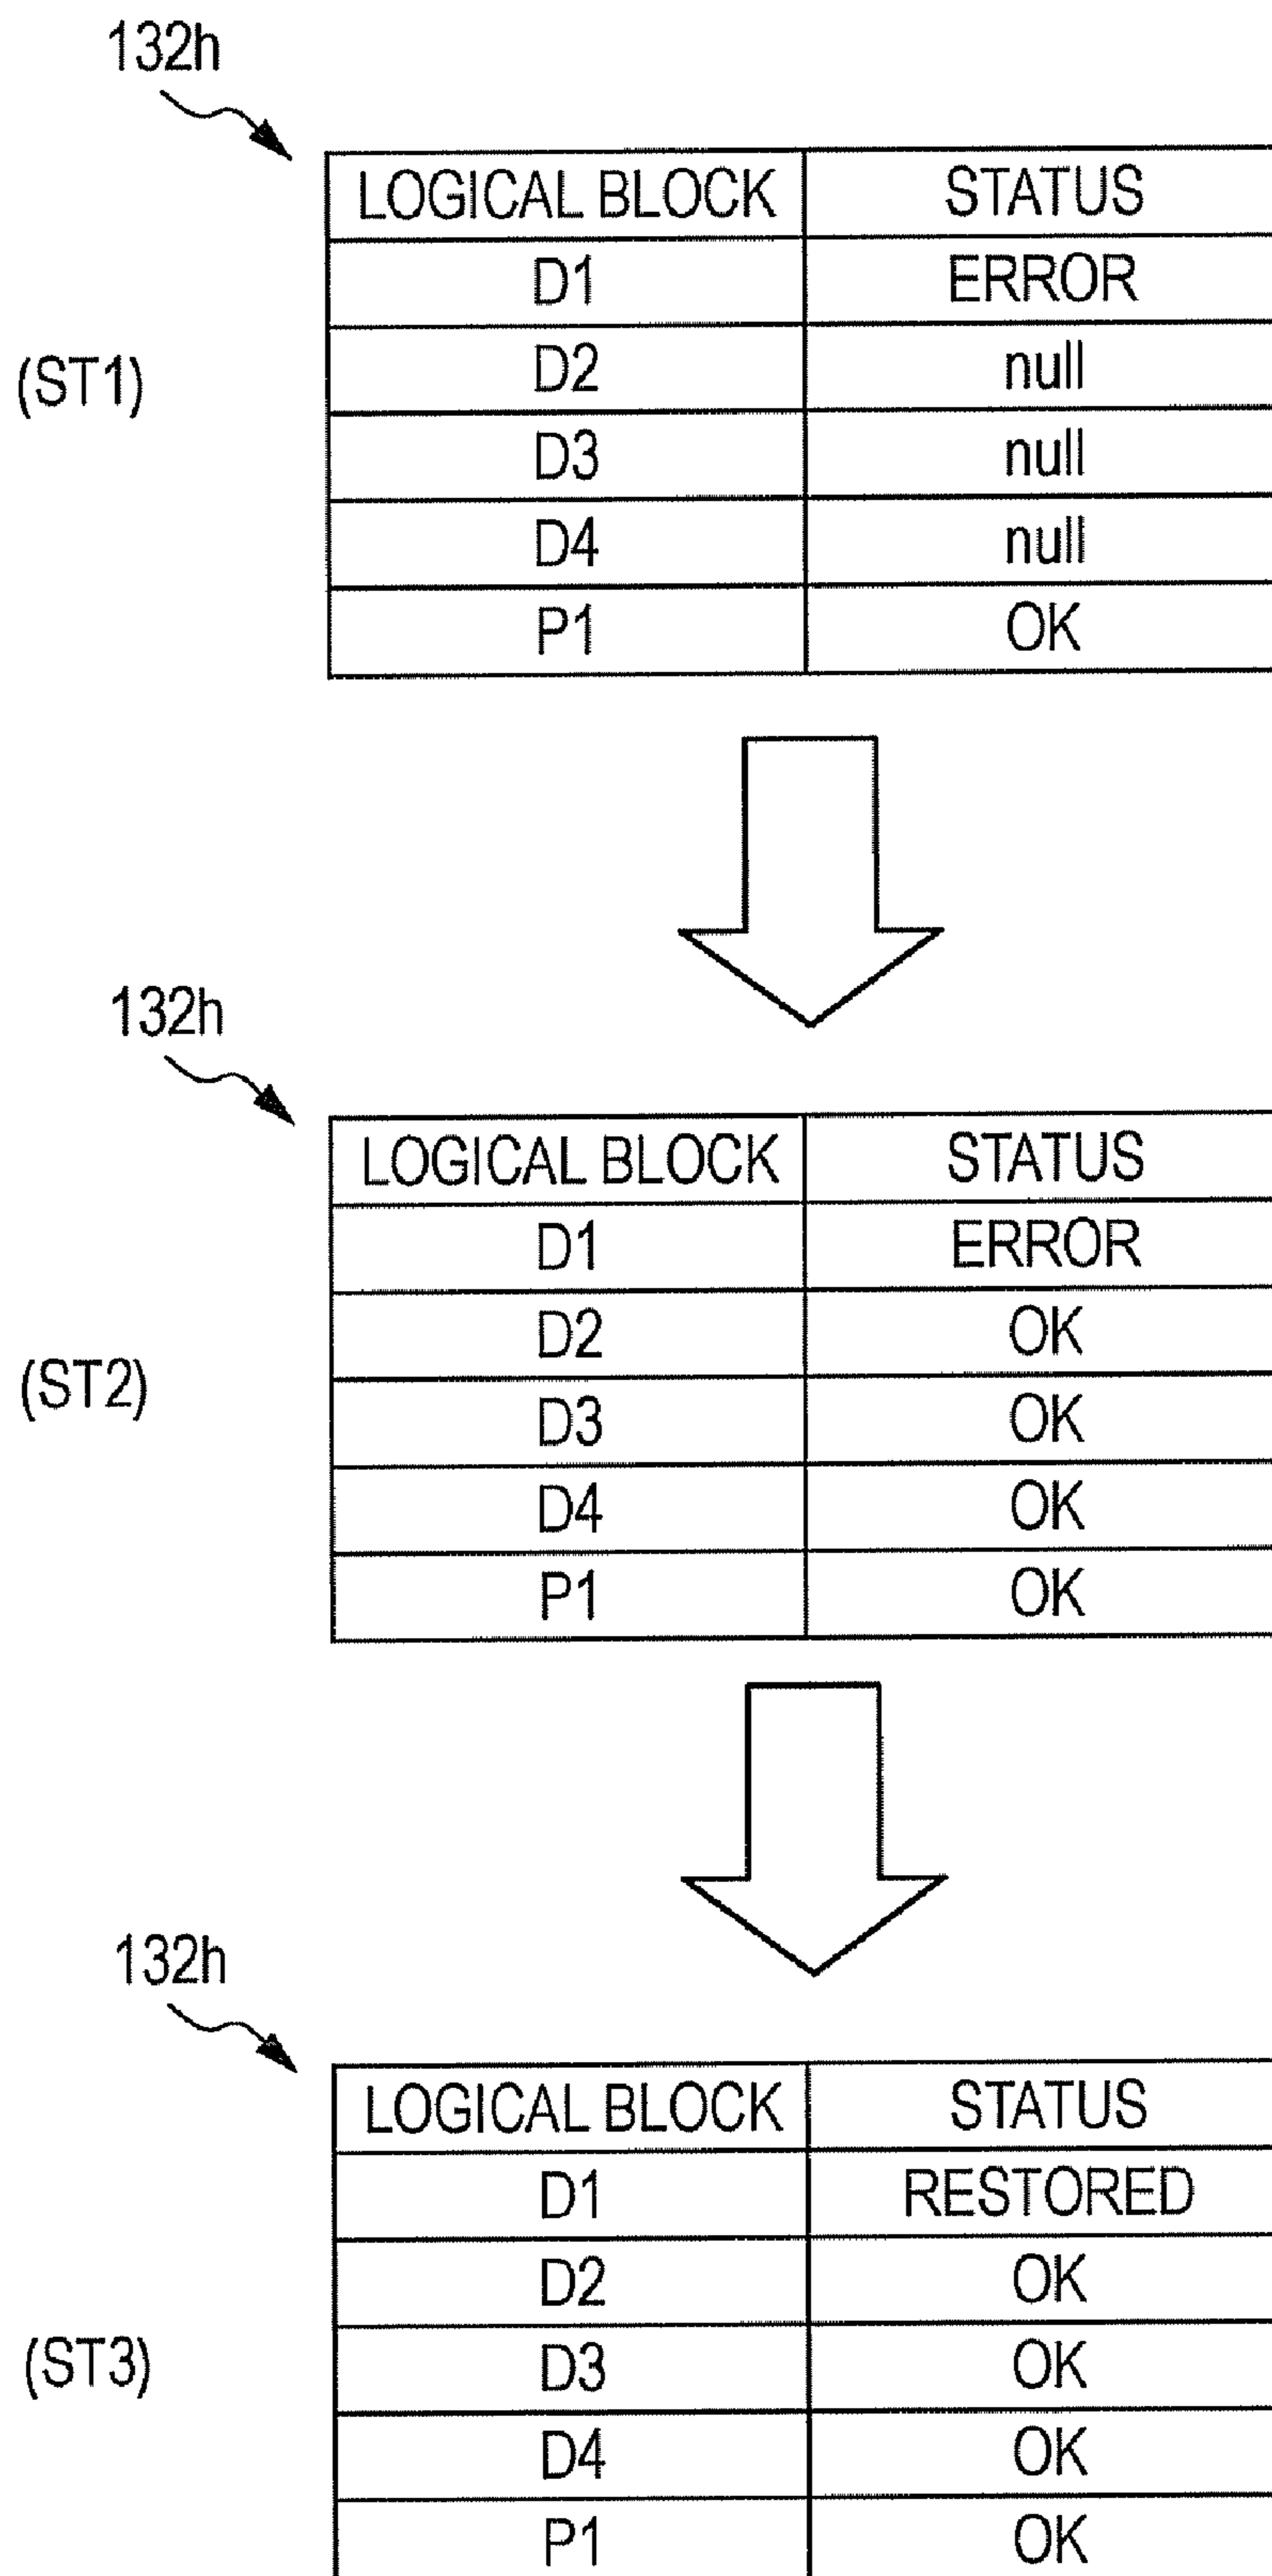 132h
LOGICAL BLOCK STATUS
D1 ERROR
D2 null
(ST1)
D3 null
D4 null
P1 OK
132h
LOGICAL BLOCK STATUS
D1 ERROR
D2 OK
(ST2)
D3 OK
D4 OK
P1 OK
132h
LOGICAL BLOCK STATUS
D1 RESTORED
D2 OK
(ST3)
D3 OK
D4 OK
P1 OK